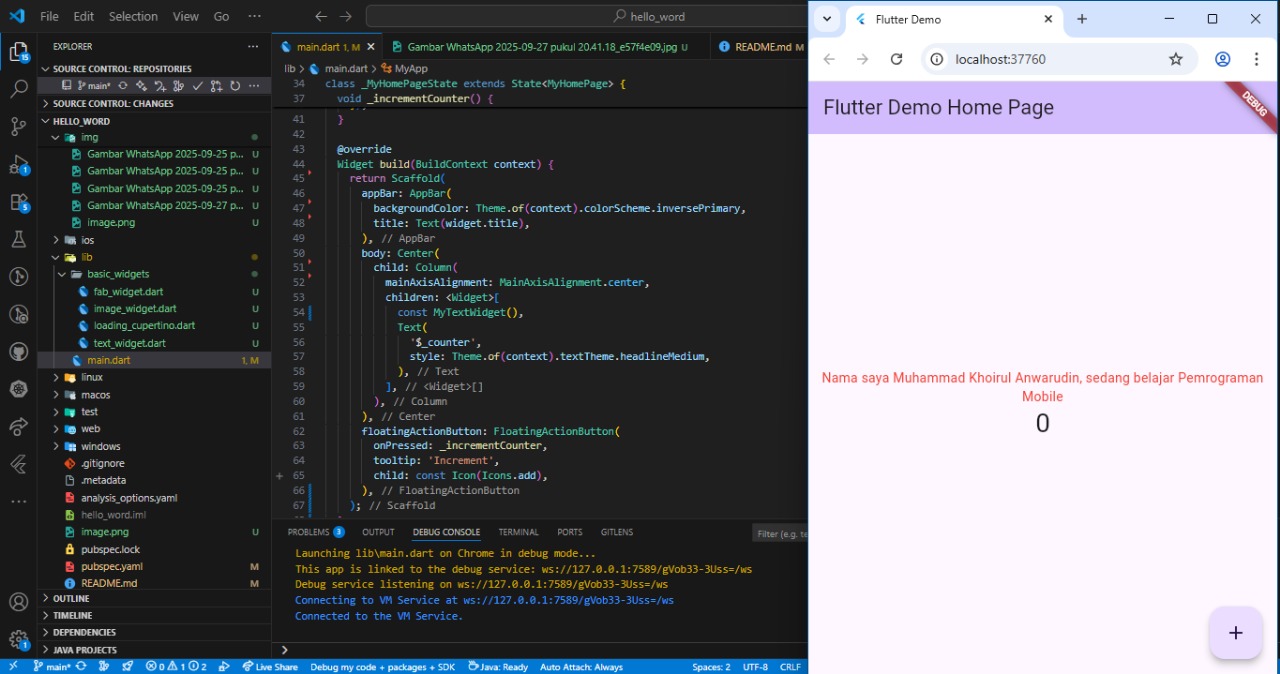 File Edit Selection View Go ··· hello_word
EXPLORER ···
SOURCE CONTROL: REPOSITORIES
main*
SOURCE CONTROL: CHANGES
HELLO_WORD
img
Gambar WhatsApp 2025-09-25 p... U
Gambar WhatsApp 2025-09-25 p... U
Gambar WhatsApp 2025-09-25 p... U
Gambar WhatsApp 2025-09-27 p... U
image.png U
ios
lib
basic_widgets
fab_widget.dart U
image_widget.dart U
loading_cupertino.dart U
text_widget.dart U
main.dart 1, M
linux
macos
test
web
windows
.gitignore
.metadata
analysis_options.yaml
hello_word.iml
image.png U
pubspec.lock
pubspec.yaml M
README.md M
OUTLINE
TIMELINE
DEPENDENCIES
JAVA PROJECTS
15
1
5
1
main.dart 1, M Gambar WhatsApp 2025-09-27 pukul 20.41.18_e57f4e09.jpg U README.md M
lib > main.dart > MyApp
34 class _MyHomePageState extends State<MyHomePage> {
37 void _incrementCounter() {
41 }
42
43 @override
44 Widget build(BuildContext context) {
45 return Scaffold(
46 appBar: AppBar(
47 backgroundColor: Theme.of(context).colorScheme.inversePrimary,
48 title: Text(widget.title),
49 ), // AppBar
50 body: Center(
51 child: Column(
52 mainAxisAlignment: MainAxisAlignment.center,
53 children: <Widget>[
54 const MyTextWidget(),
55 Text(
56 '$_counter',
57 style: Theme.of(context).textTheme.headlineMedium,
58 ), // Text
59 ], // <Widget>[]
60 ), // Column
61 ), // Center
62 floatingActionButton: FloatingActionButton(
63 onPressed: _incrementCounter,
64 tooltip: 'Increment',
65 child: const Icon(Icons.add),
66 ), // FloatingActionButton
67 ); // Scaffold
PROBLEMS 3 OUTPUT DEBUG CONSOLE TERMINAL PORTS GITLENS Filter (e.g. te
Launching lib\main.dart on Chrome in debug mode...
This app is linked to the debug service: ws://127.0.0.1:7589/gVob33-3Uss=/ws
Debug service listening on ws://127.0.0.1:7589/gVob33-3Uss=/ws
Connecting to VM Service at ws://127.0.0.1:7589/gVob33-3Uss=/ws
Connected to the VM Service.
main* 0 1 2 Live Share Debug my code + packages + SDK Java: Ready Auto Attach: Always Spaces: 2 UTF-8 CRLF
Flutter Demo
localhost:37760
Flutter Demo Home Page
DEBUG
Nama saya Muhammad Khoirul Anwarudin, sedang belajar Pemrograman
Mobile
0